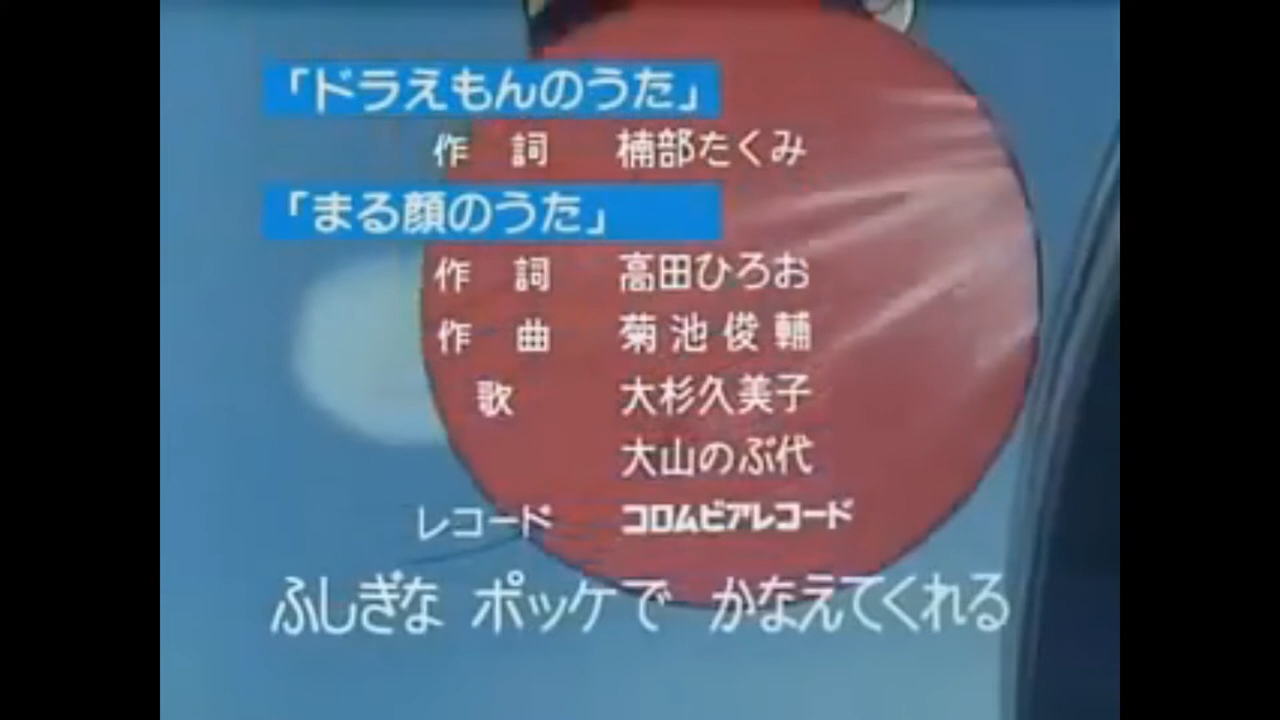 「ドラえもんのうた」
作 詞 楠部たくみ
「まる顔のうた」
作 詞 高田ひろお
作 曲 菊池俊輔
歌 大杉久美子
大山のぶ代
レコード コロムビアレコード
ふしぎな ポッケで かなえてくれる